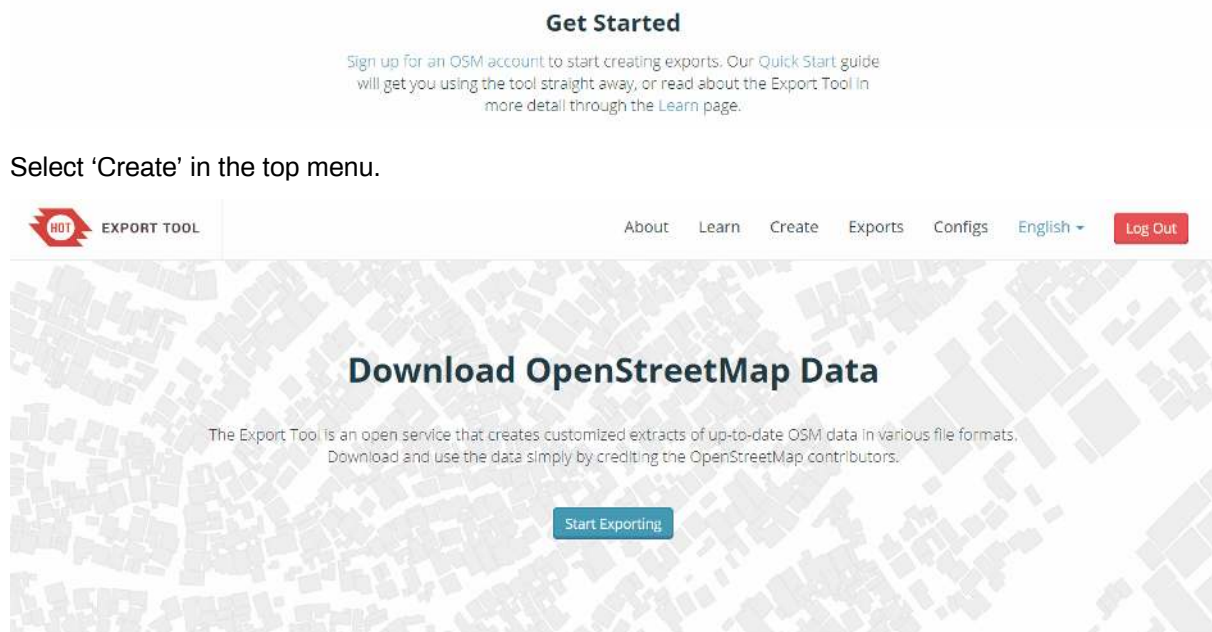 Get Started
Sign up for an OSM account to start creating exports. Our Quick Start guide
will get you using the tool straight away, or read about the Export Tool in
more detail through the Learn page.
Select ‘Create’ in the top menu.
HOT EXPORT TOOL About Learn Create Exports Configs English Log Out
Download OpenStreetMap Data
The Export Tool is an open service that creates customized extracts of up-to-date OSM data in various file formats.
Download and use the data simply by crediting the OpenStreetMap contributors.
Start Exporting